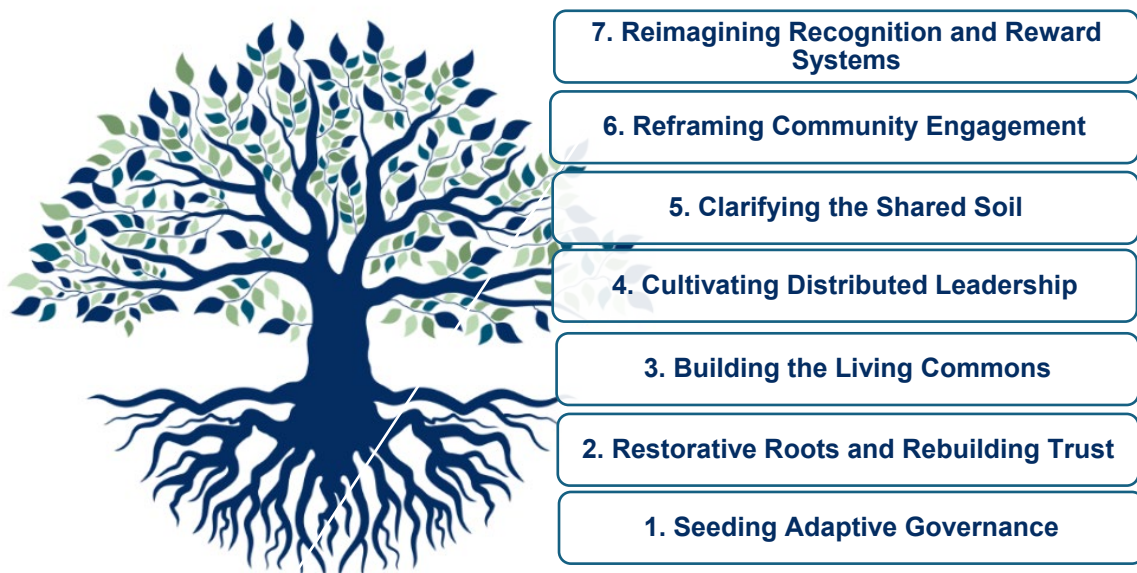 7. Reimagining Recognition and Reward
Systems
6. Reframing Community Engagement
5. Clarifying the Shared Soil
4. Cultivating Distributed Leadership
3. Building the Living Commons
2. Restorative Roots and Rebuilding Trust
1. Seeding Adaptive Governance